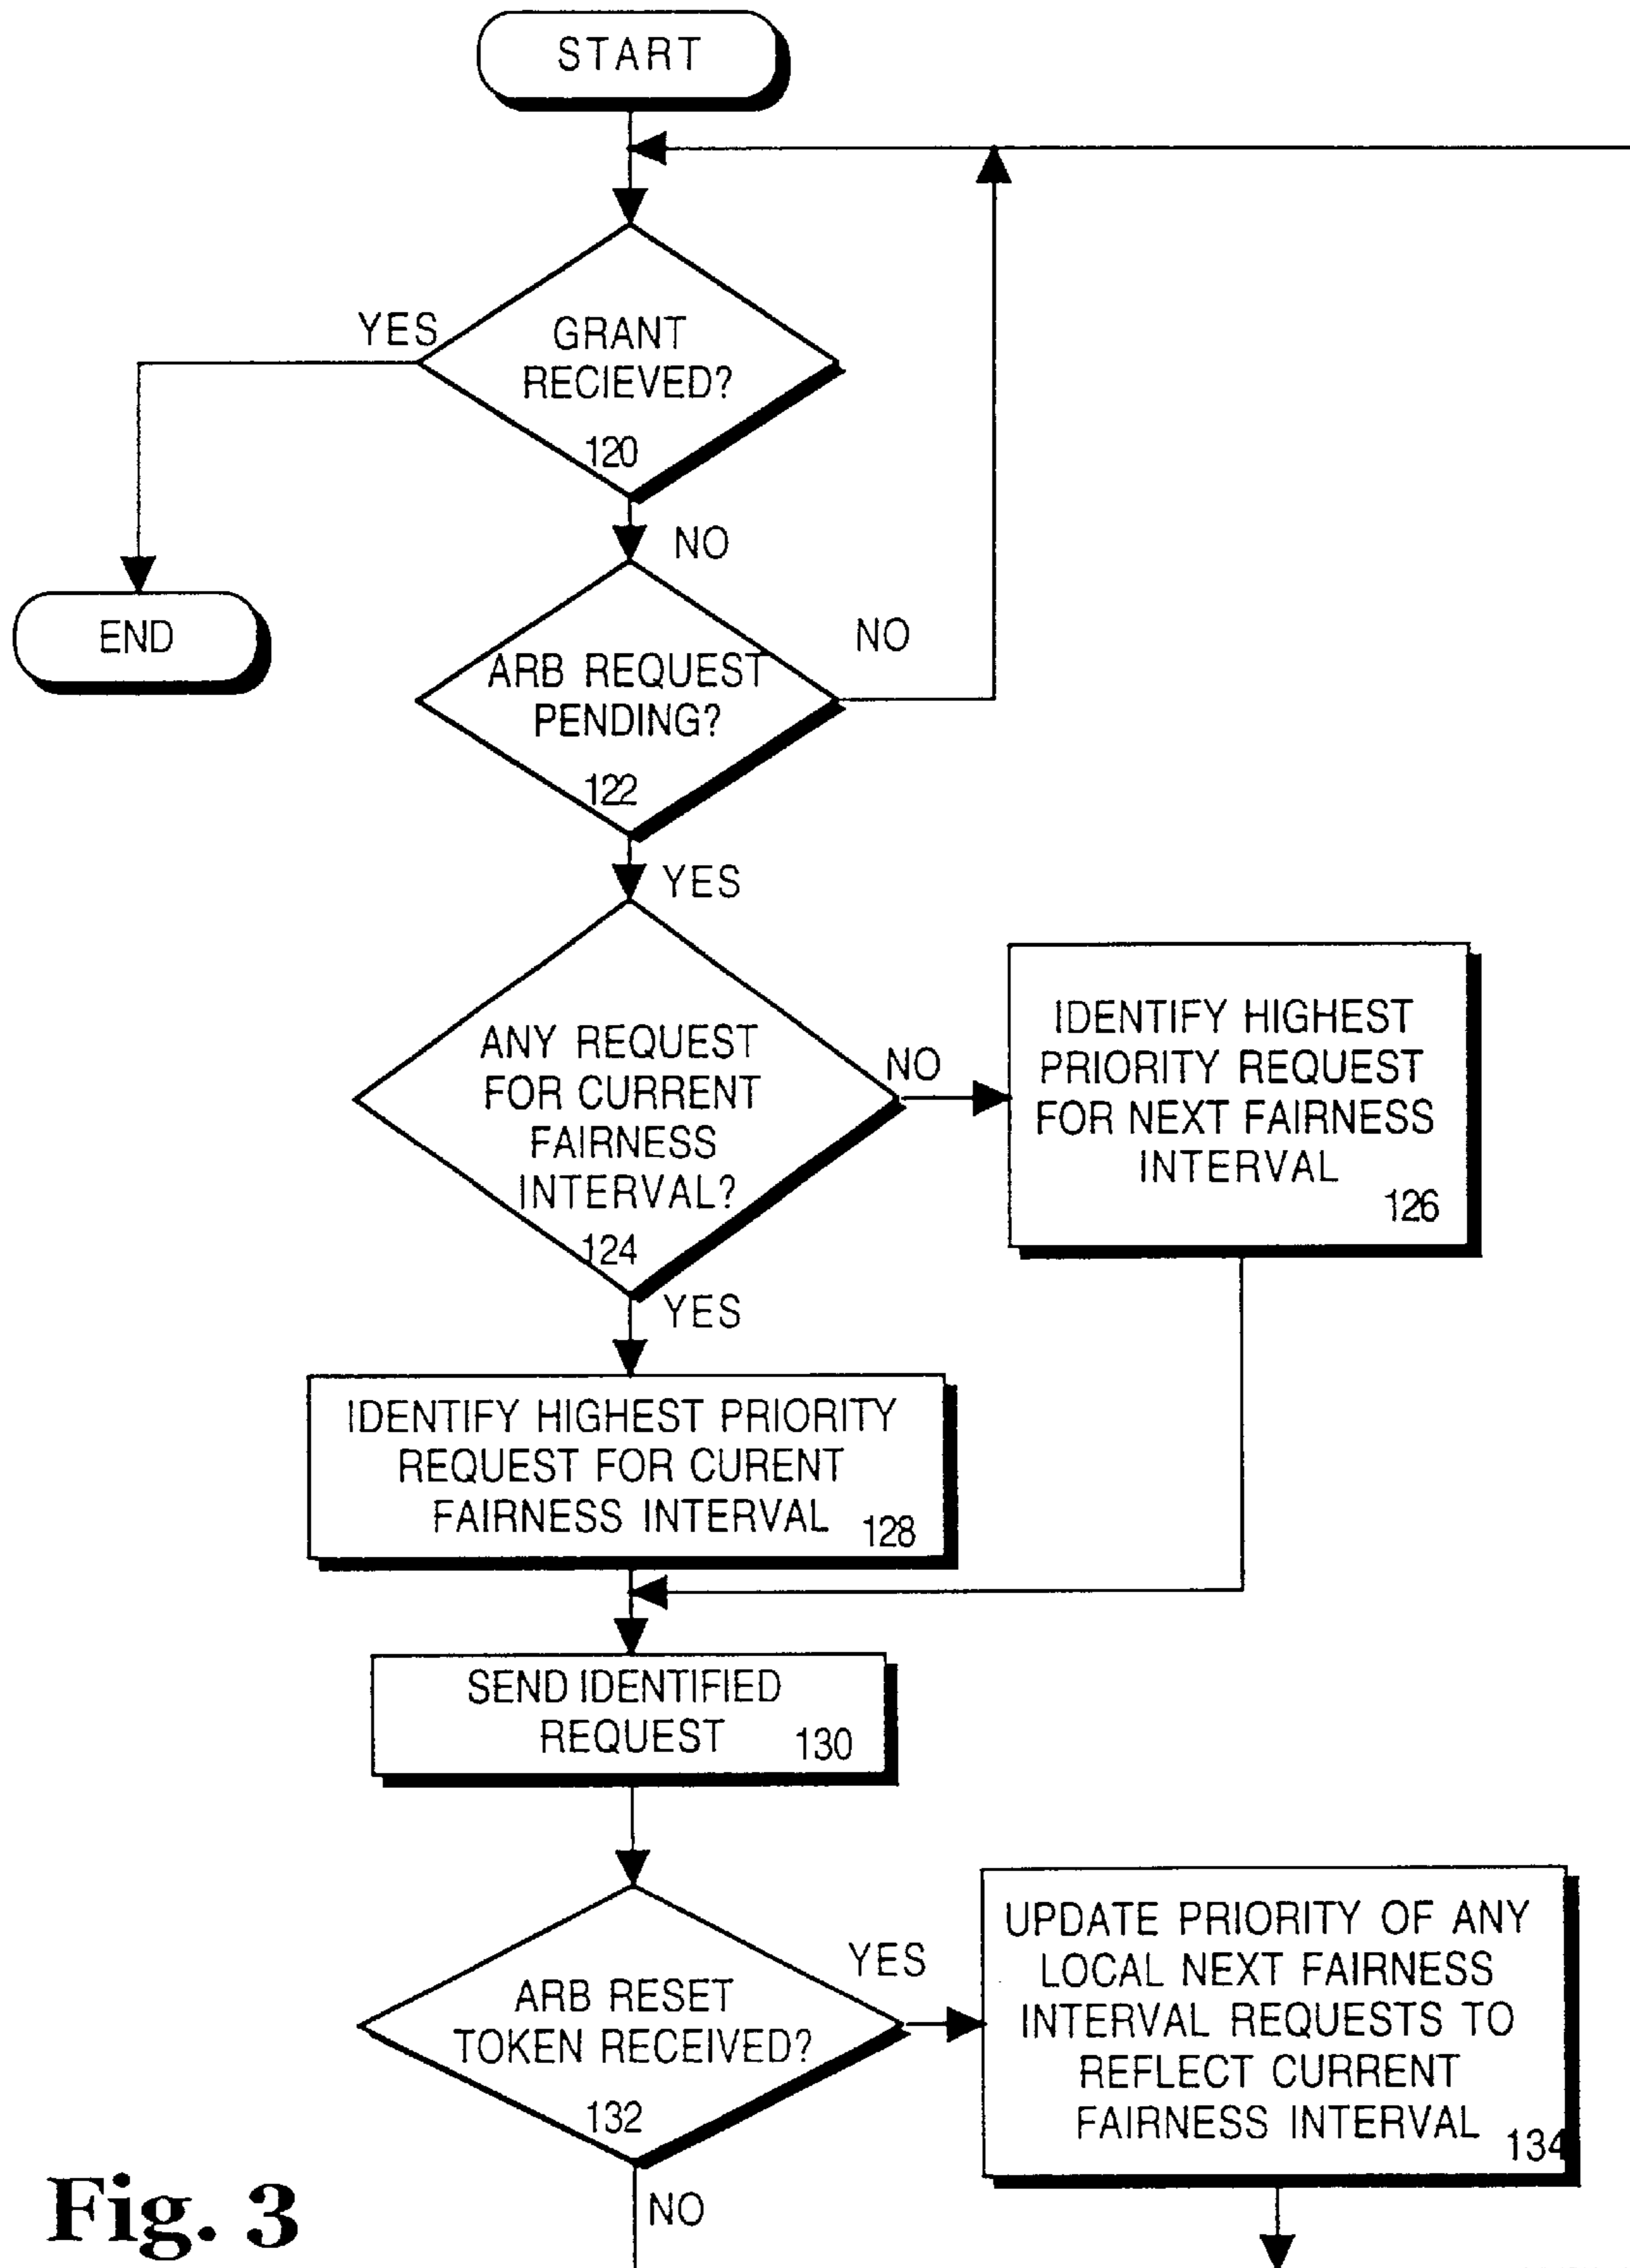 START
YES
GRANT
RECIEVED?
120
NO
END
ARB REQUEST
PENDING?
122
NO
YES
ANY REQUEST
FOR CURRENT
FAIRNESS
INTERVAL?
124
NO
IDENTIFY HIGHEST
PRIORITY REQUEST
FOR NEXT FAIRNESS
INTERVAL
126
YES
IDENTIFY HIGHEST PRIORITY
REQUEST FOR CURENT
FAIRNESS INTERVAL
128
SEND IDENTIFIED
REQUEST
130
ARB RESET
TOKEN RECEIVED?
132
YES
UPDATE PRIORITY OF ANY
LOCAL NEXT FAIRNESS
INTERVAL REQUESTS TO
REFLECT CURRENT
FAIRNESS INTERVAL
134
NO
Fig. 3